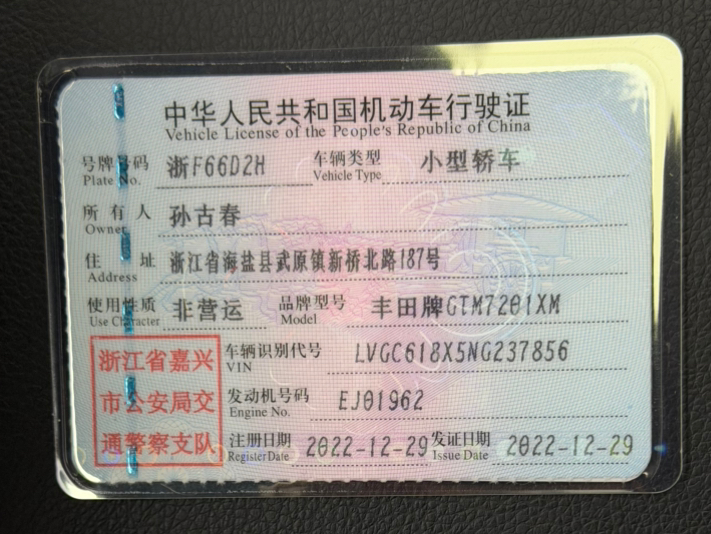 中华人民共和国机动车行驶证
Vehicle License of the People's Republic of China
号牌号码 浙F66D2H 车辆类型 小型轿车
Plate No. Vehicle Type
所有人 孙古春
Owner
住址 浙江省海盐县武原镇新桥北路187号
Address
使用性质 非营运 品牌型号 丰田牌GTM7201XM
Use Character Model
浙江省嘉兴
市公安局交
通警察支队
车辆识别代号 LVGC618X5NG237856
VIN
发动机号码 EJ01962
Engine No.
注册日期 2022-12-29 发证日期 2022-12-29
Register Date Issue Date